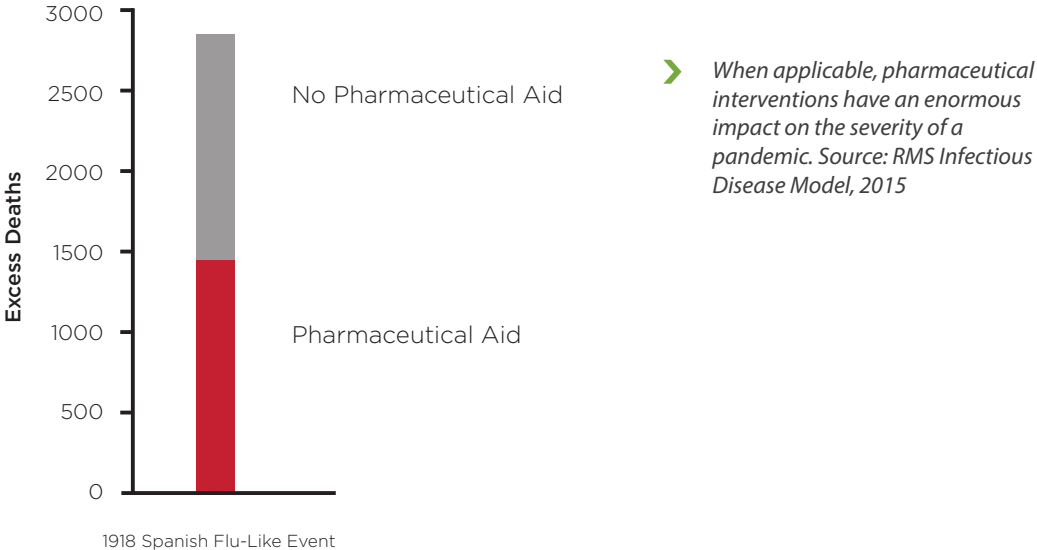 3000
2500
2000
1500
1000
500
0
Excess Deaths
No Pharmaceutical Aid
Pharmaceutical Aid
1918 Spanish Flu-Like Event
When applicable, pharmaceutical
interventions have an enormous
impact on the severity of a
pandemic. Source: RMS Infectious
Disease Model, 2015